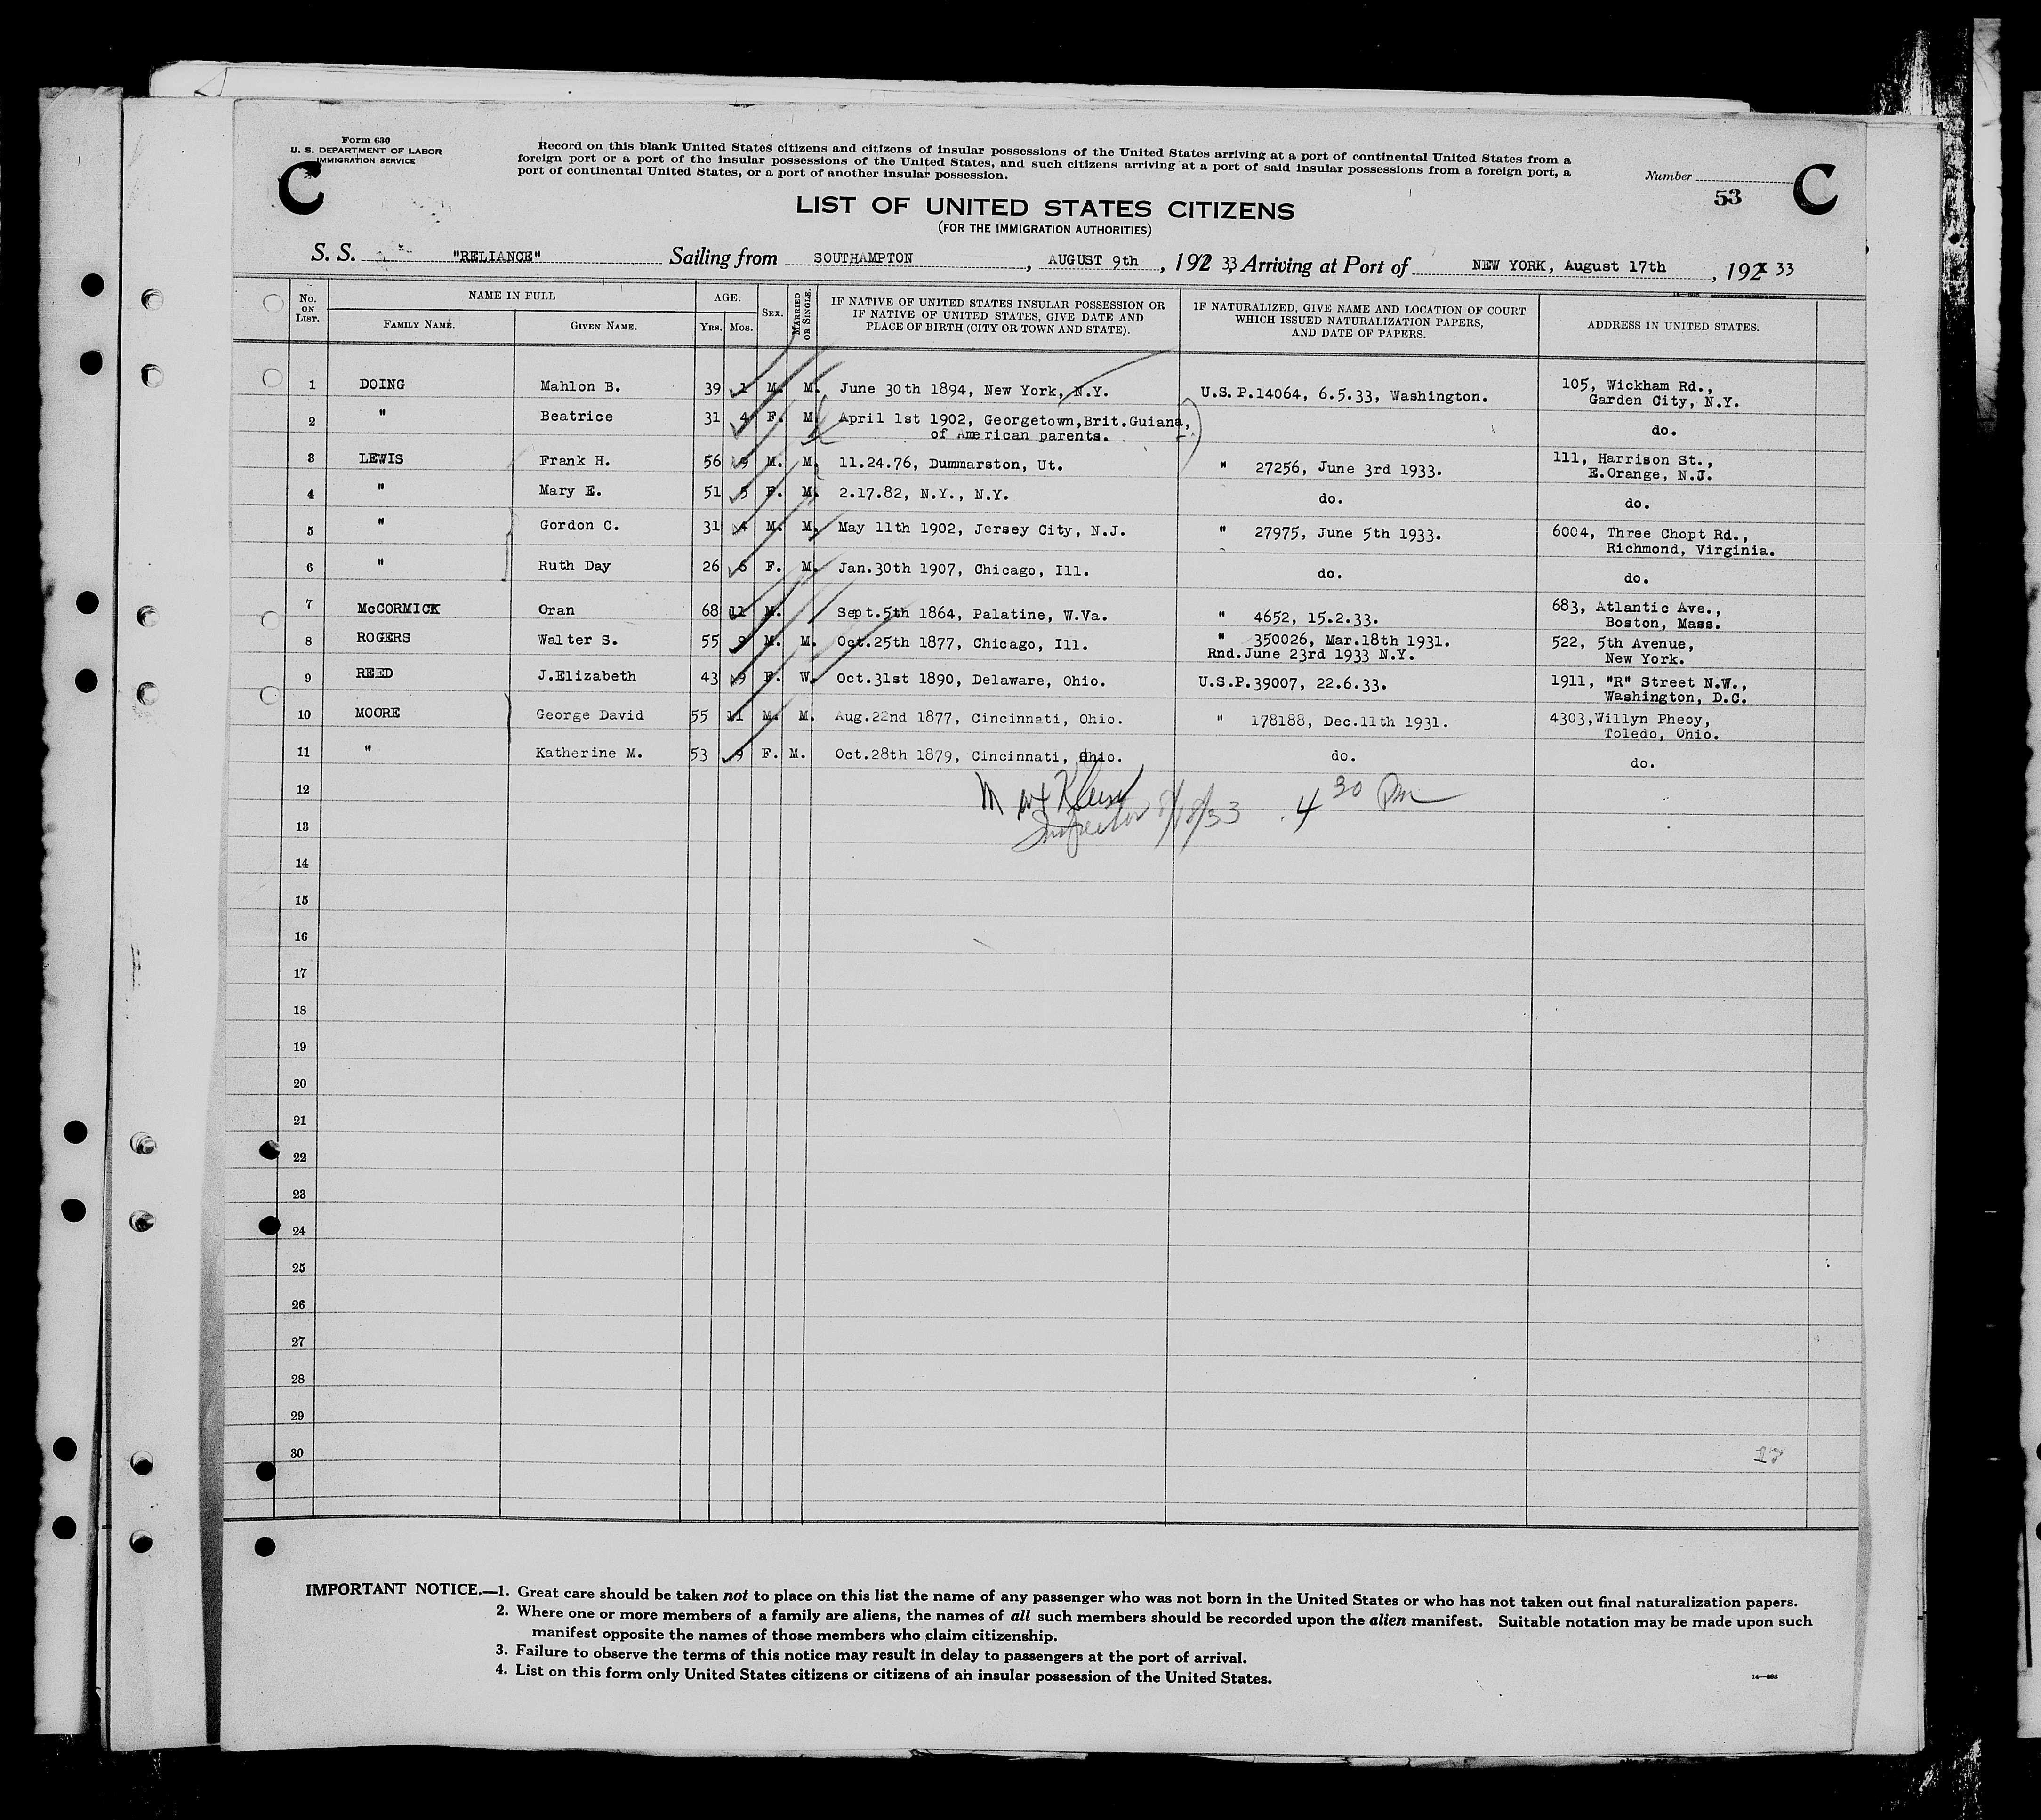 Form 630
U. S. DEPARTMENT OF LABOR
IMMIGRATION SERVICE
C
Record on this blank United States citizens and citizens of insular possessions of the United States arriving at a port of continental United States from a
foreign port or a port of the insular possessions of the United States, and such citizens arriving at a port of said insular possessions from a foreign port, a
port of continental United States, or a port of another insular possession.
Number
53
C
LIST OF UNITED STATES CITIZENS
(FOR THE IMMIGRATION AUTHORITIES)
S. S. "RELIANCE" Sailing from SOUTHAMPTON, AUGUST 9th, 192 33, Arriving at Port of NEW YORK, August 17th, 192 33
No. ON LIST.
NAME IN FULL
FAMILY NAME.
GIVEN NAME.
AGE.
YRS. MOS.
SEX.
MARRIED OR SINGLE.
IF NATIVE OF UNITED STATES INSULAR POSSESSION OR
IF NATIVE OF UNITED STATES, GIVE DATE AND
PLACE OF BIRTH (CITY OR TOWN AND STATE).
IF NATURALIZED, GIVE NAME AND LOCATION OF COURT
WHICH ISSUED NATURALIZATION PAPERS,
AND DATE OF PAPERS.
ADDRESS IN UNITED STATES.
1 DOING Mahlon B. 39 1 M. M. June 30th 1894, New York, N.Y. U.S.P.14064, 6.5.33, Washington. 105, Wickham Rd.,
Garden City, N.Y.
2 " Beatrice 31 4 F. M. April 1st 1902, Georgetown,Brit.Guiana,
of American parents. do.
3 LEWIS Frank H. 56 9 M. M. 11.24.76, Dummarston, Ut. " 27256, June 3rd 1933. 111, Harrison St.,
E.Orange, N.J.
4 " Mary E. 51 5 F. M. 2.17.82, N.Y., N.Y. do. do.
5 " Gordon C. 31 4 M. M. May 11th 1902, Jersey City, N.J. " 27975, June 5th 1933. 6004, Three Chopt Rd.,
Richmond, Virginia.
6 " Ruth Day 26 6 F. M. Jan.30th 1907, Chicago, Ill. do. do.
7 McCORMICK Oran 68 11 M. Sept.5th 1864, Palatine, W.Va. " 4652, 15.2.33. 683, Atlantic Ave.,
Boston, Mass.
8 ROGERS Walter S. 55 9 M. M. Oct.25th 1877, Chicago, Ill. " 350026, Mar.18th 1931.
Rnd.June 23rd 1933 N.Y. 522, 5th Avenue,
New York.
9 REED J.Elizabeth 43 9 F. W. Oct.31st 1890, Delaware, Ohio. U.S.P.39007, 22.6.33. 1911, "R" Street N.W.,
Washington, D.C.
10 MOORE George David 55 11 M. M. Aug.22nd 1877, Cincinnati, Ohio. " 178188, Dec.11th 1931. 4303,Willyn Pheoy,
Toledo, Ohio.
11 " Katherine M. 53 9 F. M. Oct.28th 1879, Cincinnati, Ohio. do. do.
12
Inspector 8/18/33 4 30 Pm
13
14
15
16
17
18
19
20
21
22
23
24
25
26
27
28
29
30
IMPORTANT NOTICE.—1. Great care should be taken not to place on this list the name of any passenger who was not born in the United States or who has not taken out final naturalization papers.
2. Where one or more members of a family are aliens, the names of all such members should be recorded upon the alien manifest. Suitable notation may be made upon such
manifest opposite the names of those members who claim citizenship.
3. Failure to observe the terms of this notice may result in delay to passengers at the port of arrival.
4. List on this form only United States citizens or citizens of an insular possession of the United States.